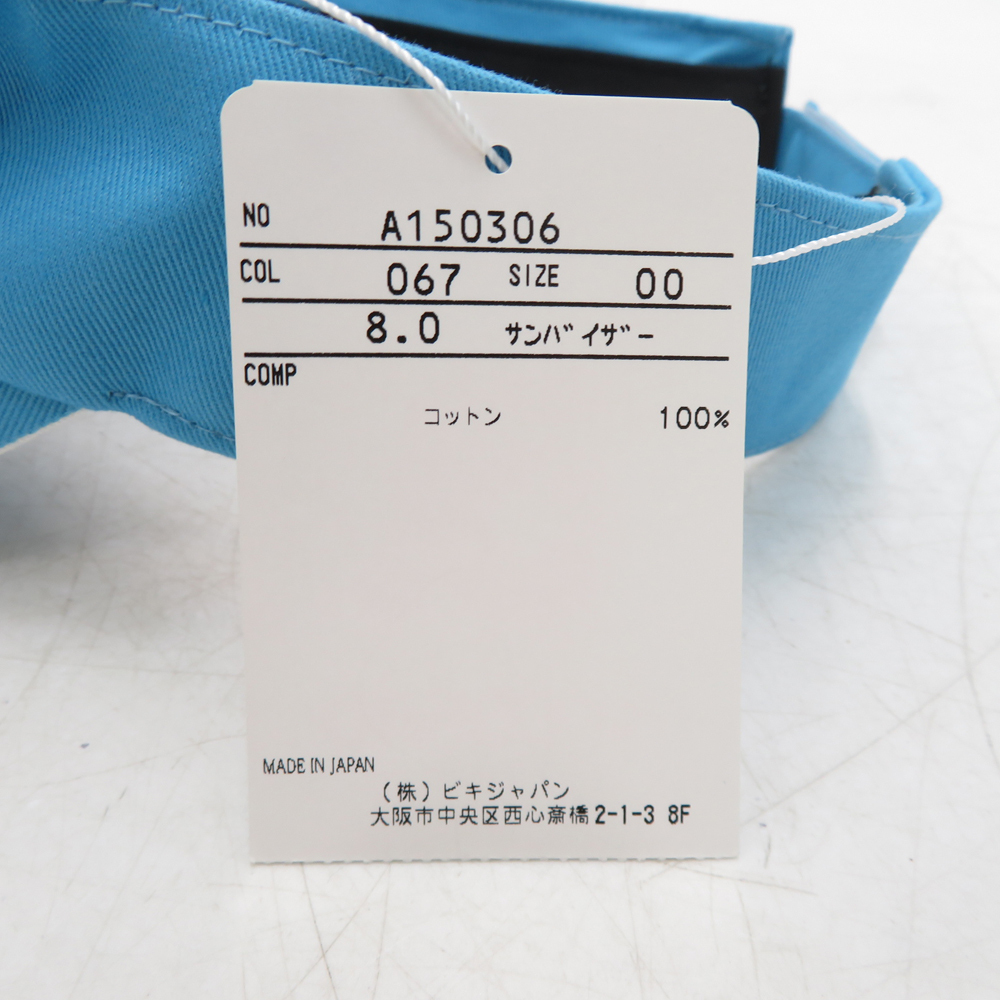 NO A150306
COL 067 SIZE 00
8.0 サンバイザー
COMP
コットン 100%
MADE IN JAPAN
(株)ビキジャパン
大阪市中央区西心斎橋2-1-3 8F